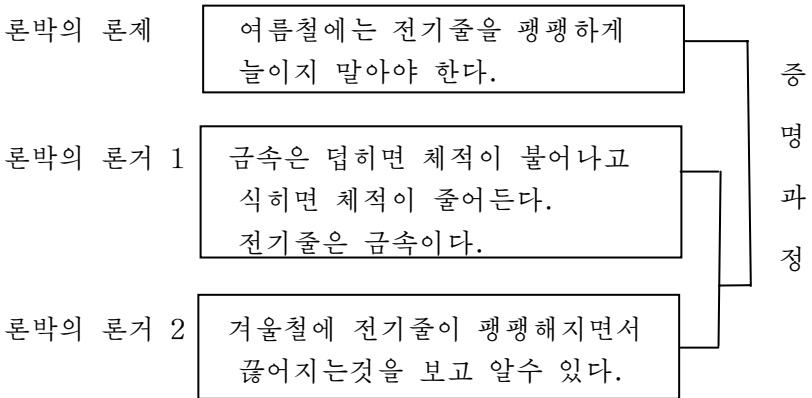 론박의 론제
여름철에는 전기줄을 팽팽하게
늘이지 말아야 한다.
론박의 론거 1
금속은 덥히면 체적이 불어나고
식히면 체적이 줄어든다.
전기줄은 금속이다.
론박의 론거 2
겨울철에 전기줄이 팽팽해지면서
끊어지는것을 보고 알수 있다.
증
명
과
정